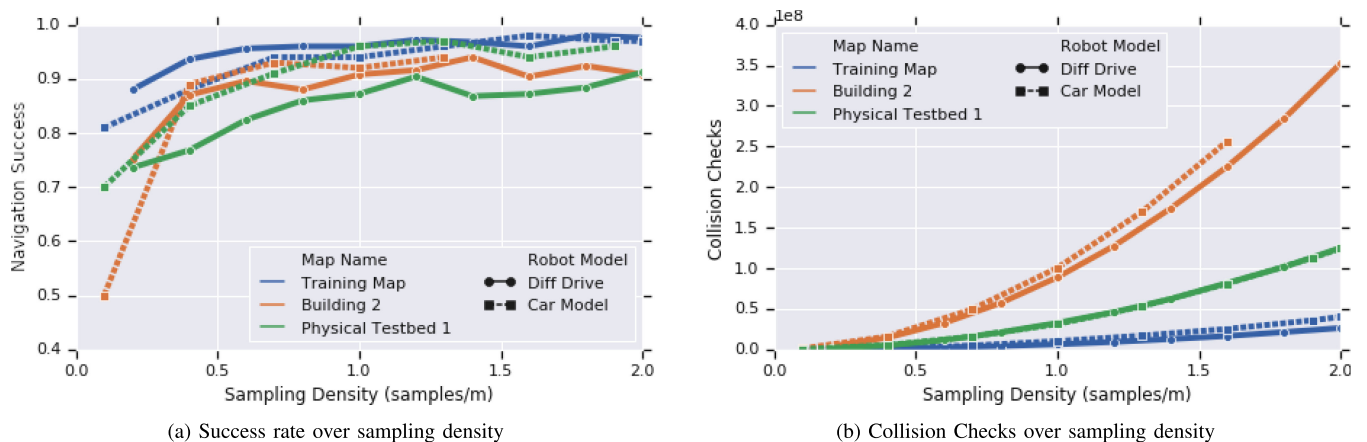 1.0
0.9
0.8
0.7
0.6
0.5
0.4
0.0
0.5
1.0
1.5
2.0
Navigation Success
Sampling Density (samples/m)
Map Name
Training Map
Building 2
Physical Testbed 1
Robot Model
Diff Drive
Car Model
(a) Success rate over sampling density
1e8
4.0
3.5
3.0
2.5
2.0
1.5
1.0
0.5
0.0
0.0
0.5
1.0
1.5
2.0
Collision Checks
Sampling Density (samples/m)
Map Name
Training Map
Building 2
Physical Testbed 1
Robot Model
Diff Drive
Car Model
(b) Collision Checks over sampling density